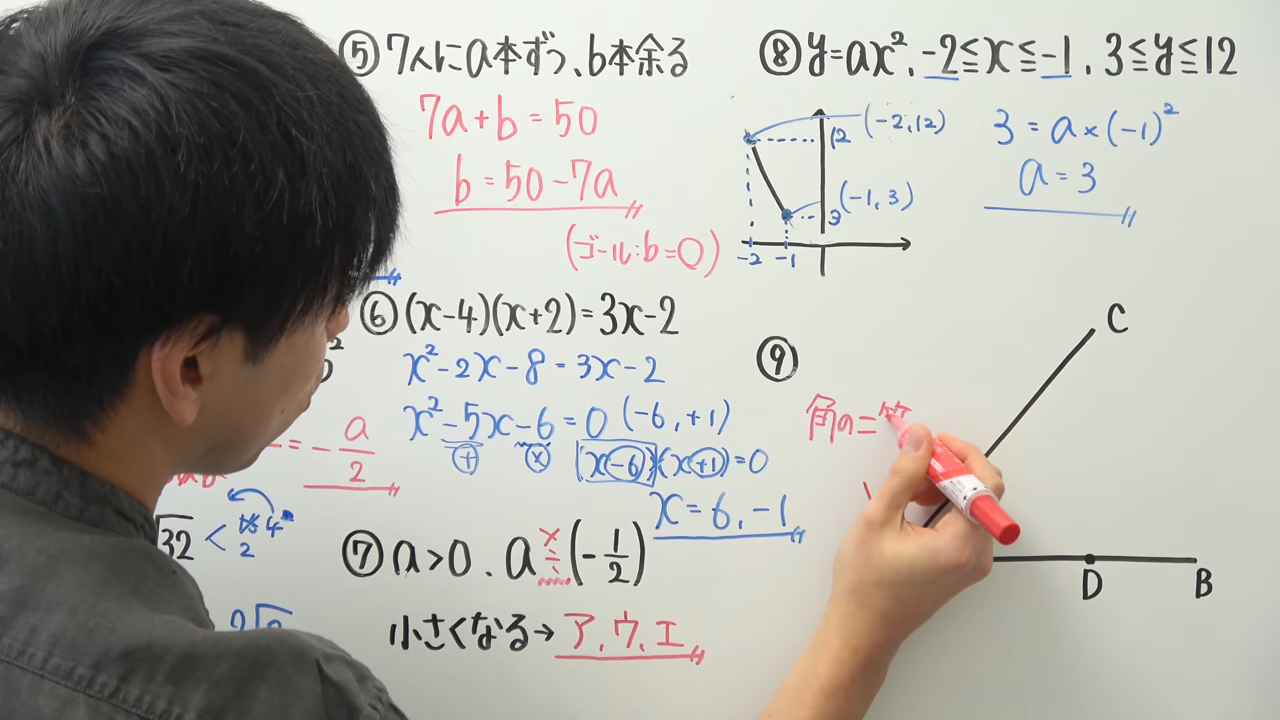 ⑤ 7人にa本ずつ、b本余る
7a+b=50
b=50-7a
(ゴール:b=0)
⑥ (x-4)(x+2)=3x-2
x²-2x-8=3x-2
x²-5x-6=0 (-6, +1)
+ ×
(x-6)(x+1)=0
x=6, -1
= -a/2
√32 <
4
2
⑦ a>0. a÷(-1/2)
×
小さくなる→ア, ウ, エ
⑧ y=ax², -2≦x≦-1, 3≦y≦12
(-2, 12)
12
(-1, 3)
3
-2 -1
3=a×(-1)²
a=3
⑨
角の二等
C
D
B